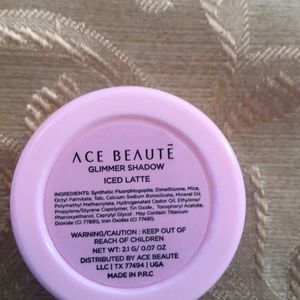 ACE BEAUTĒ
GLIMMER SHADOW
ICED LATTE
INGREDIENTS: Synthetic Fluorphlogopite, Dimethicone, Mica,
Octyl Palmitate, Talc, Calcium Sodium Borosilicate, Mineral Oil,
Polymethyl Methacrylate, Hydrogenated Castor Oil, Ethylene/
Propylene/Styrene Copolymer, Tin Oxide, Tocopheryl Acetate,
Phenoxyethanol, Caprylyl Glycol . May Contain: Titanium
Dioxide (CI 77891), Iron Oxides (CI 77491).
WARNING/CAUTION : KEEP OUT OF
REACH OF CHILDREN
NET WT: 2.1 G/ 0.07 OZ
DISTRIBUTED BY ACE BEAUTE
LLC | TX 77494 | USA
MADE IN P.R.C